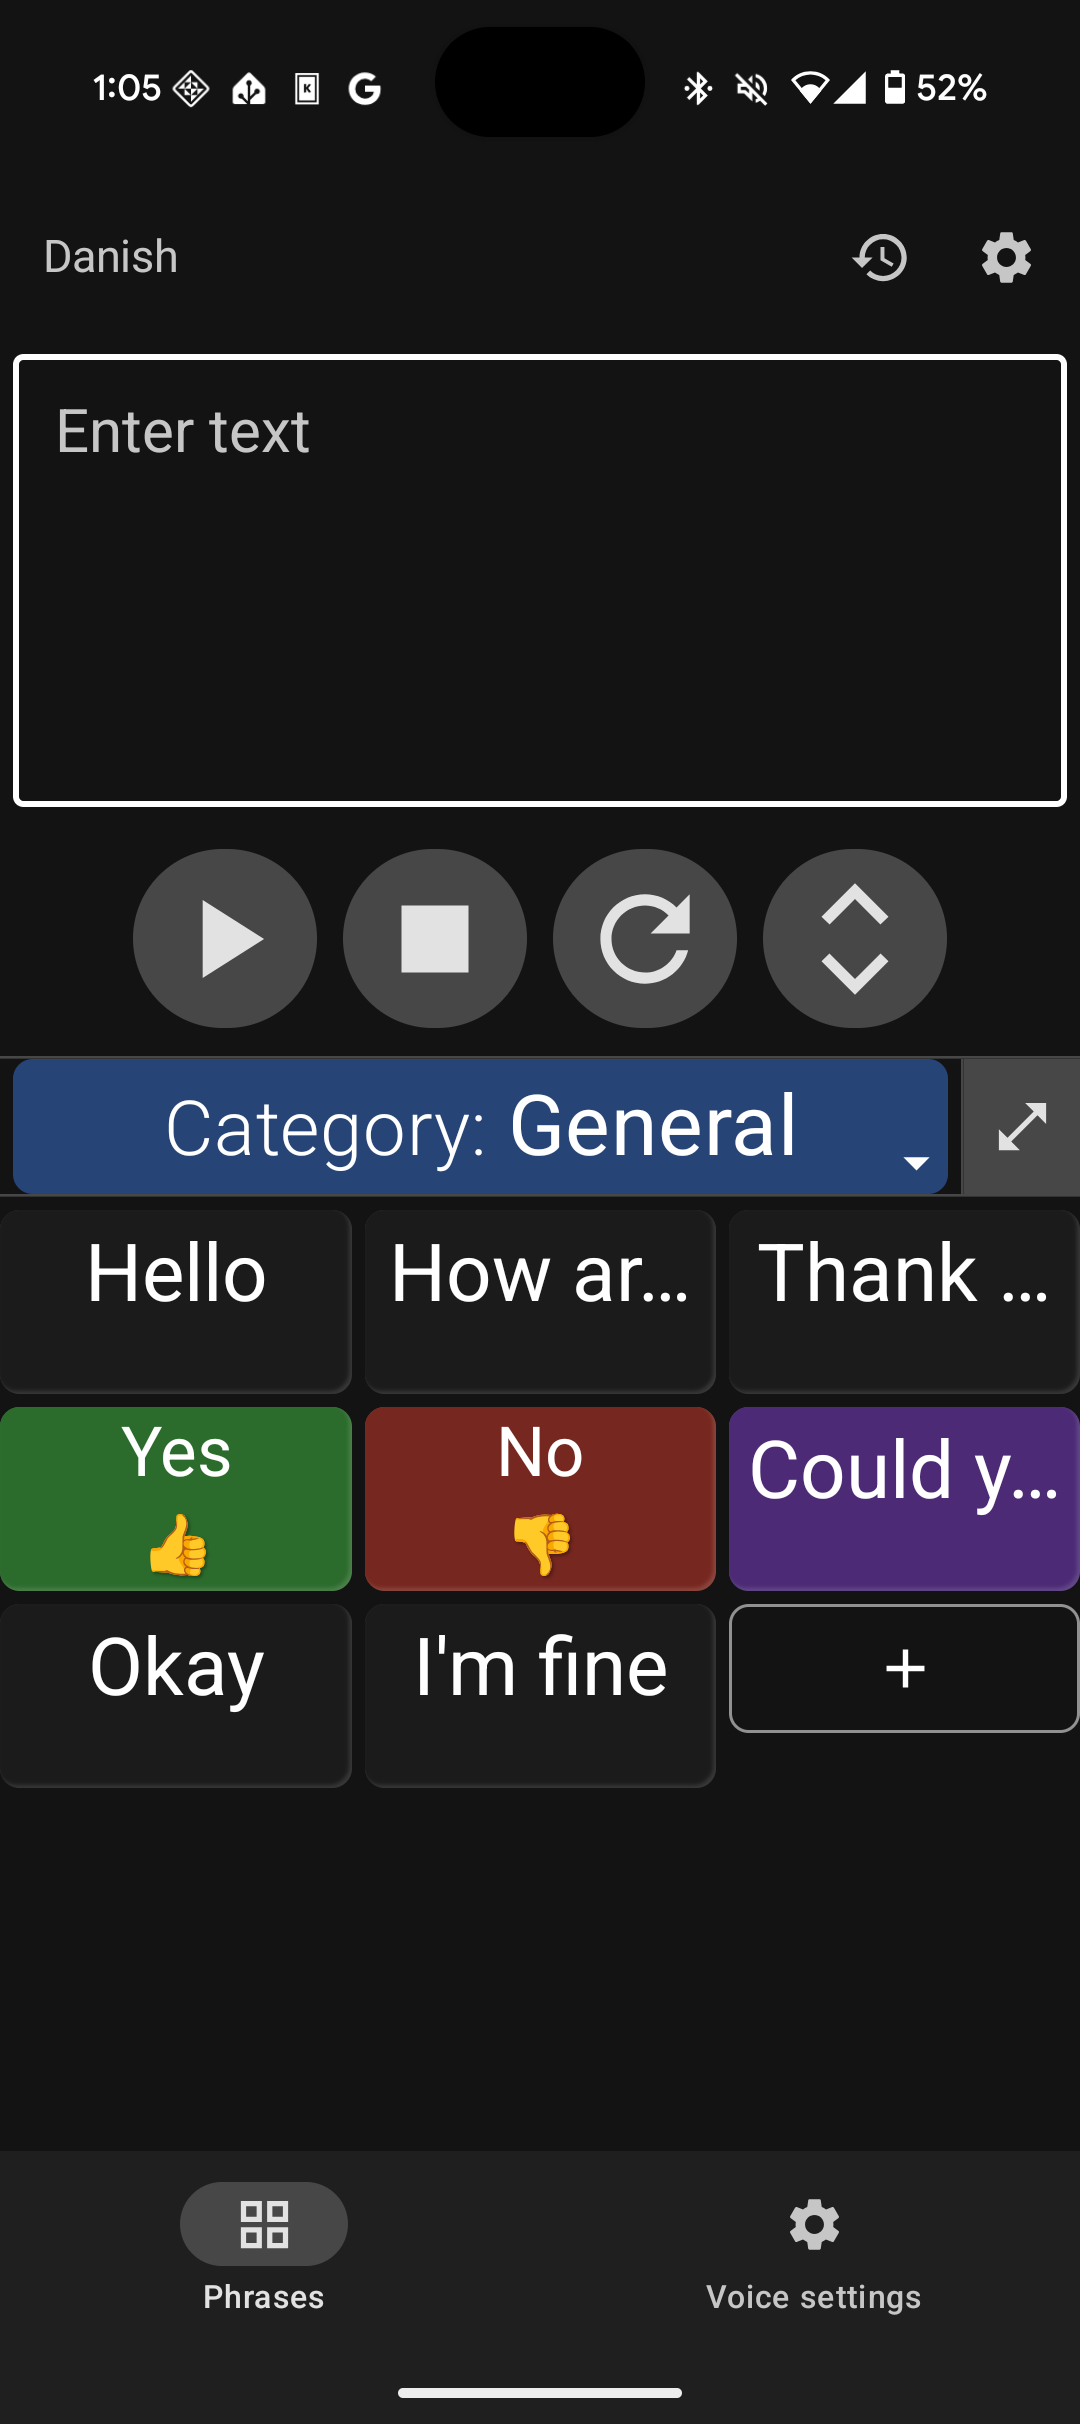 1:05
52%
Danish
Enter text
Category: General
Hello
How ar...
Thank ...
Yes
No
Could y...
Okay
I'm fine
+
Phrases
Voice settings